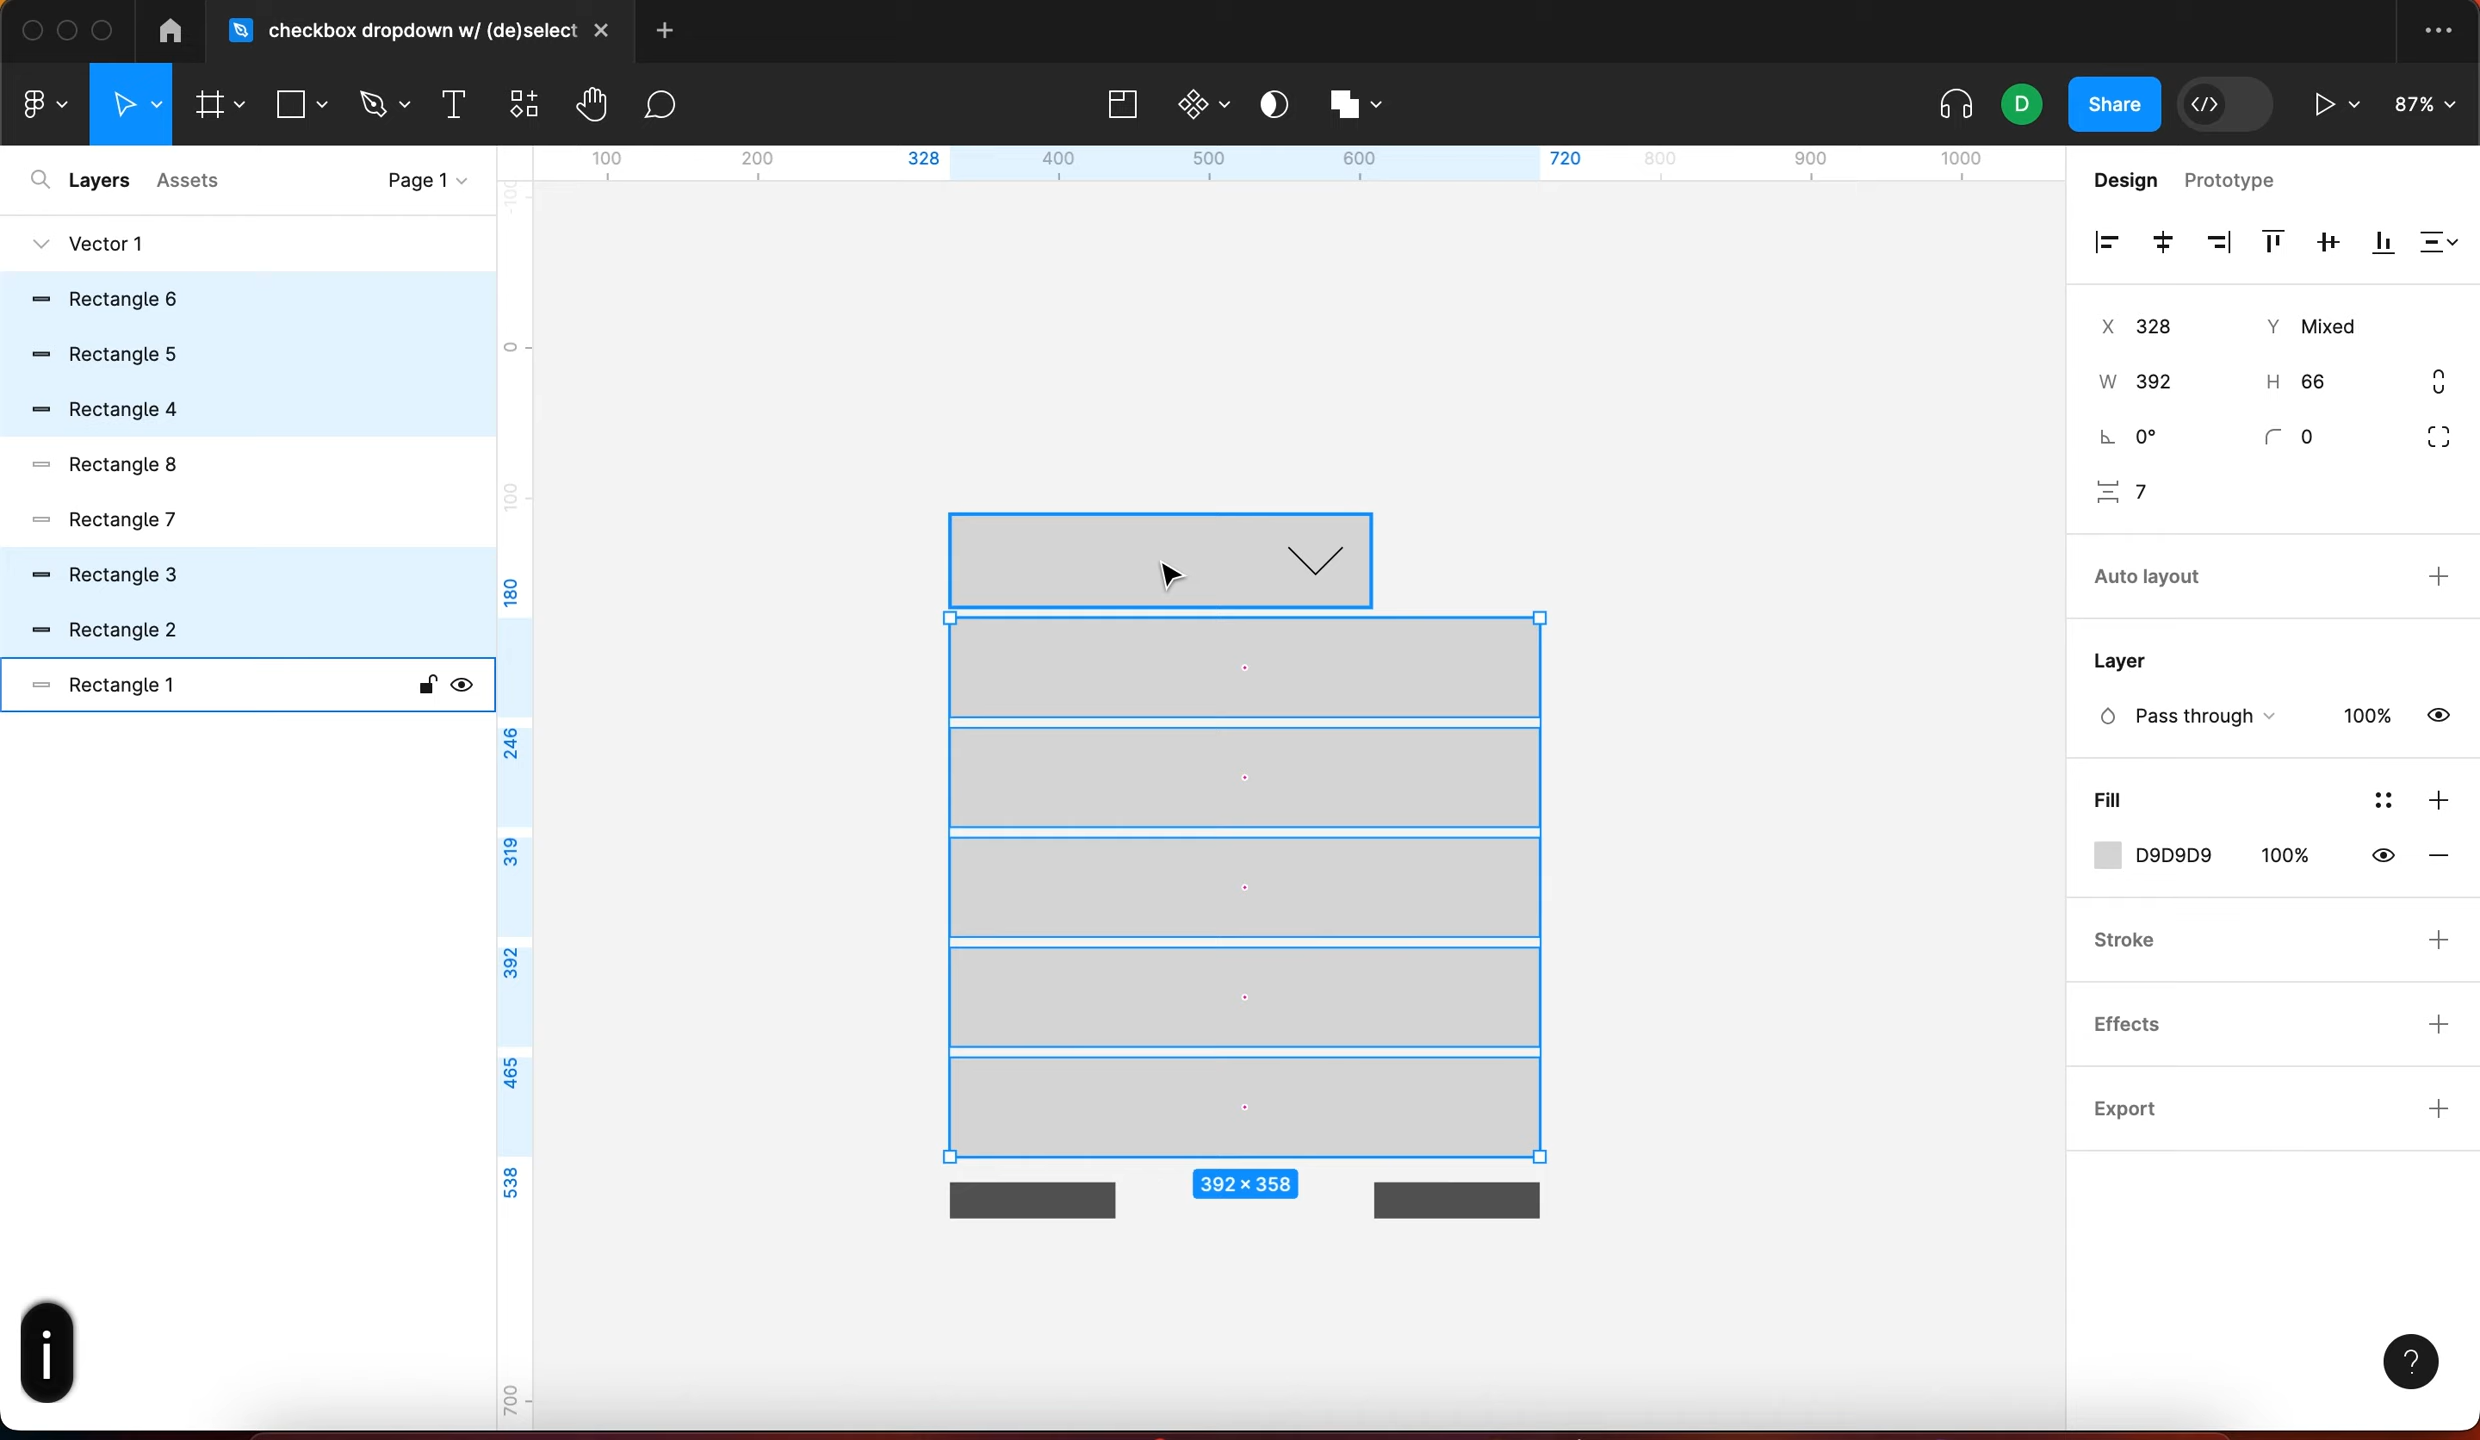 checkbox dropdown w/ (de)select
D
Share
87%
Layers Assets Page 1
Vector 1
Rectangle 6
Rectangle 5
Rectangle 4
Rectangle 8
Rectangle 7
Rectangle 3
Rectangle 2
Rectangle 1
100 200 328 400 500 600 720 800 900 1000
-100
0
100
180
246
319
392
465
538
700
392 × 358
Design Prototype
X 328 Y Mixed
W 392 H 66
0° 0
7
Auto layout
Layer
Pass through 100%
Fill
D9D9D9 100%
Stroke
Effects
Export
i
?